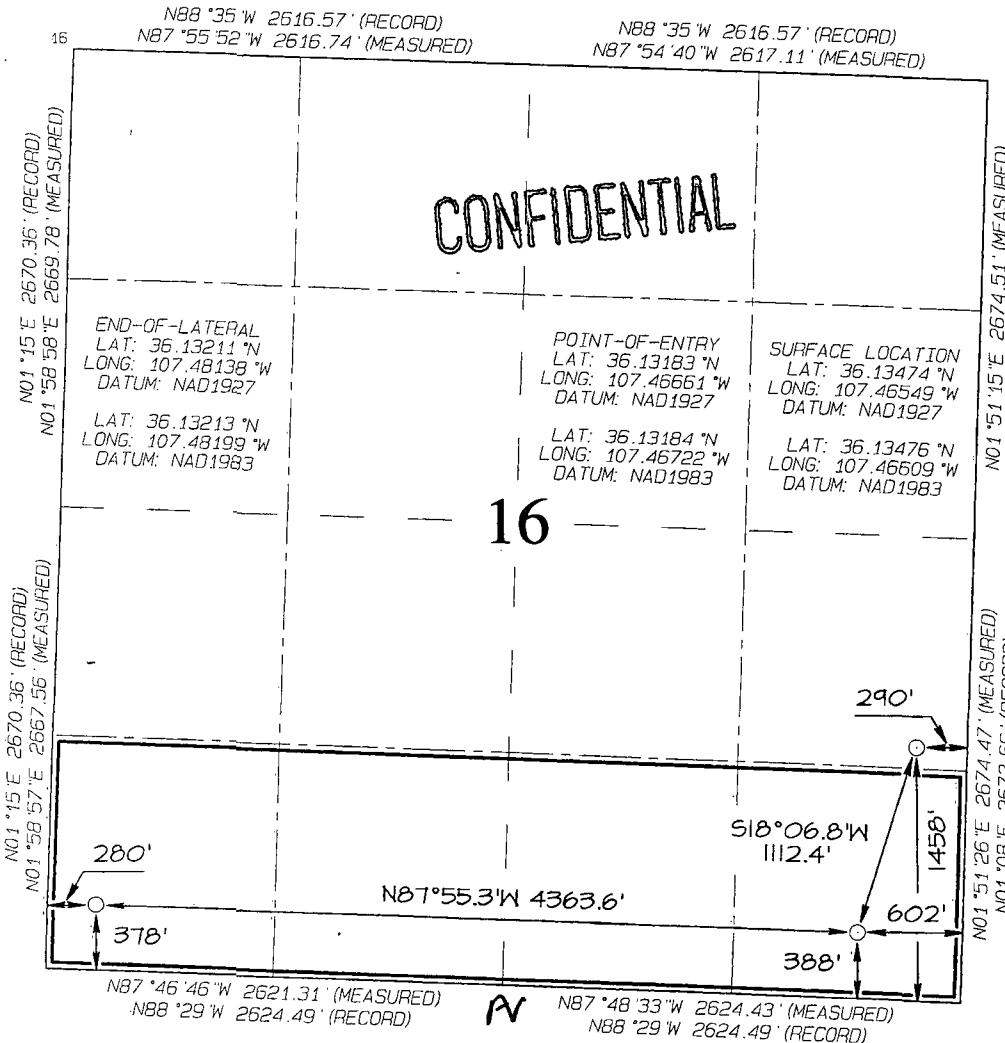 N88°35'W 2616.57' (RECORD)
N87°55'52"W 2616.74' (MEASURED)
N88°35'W 2616.57' (RECORD)
N87°54'40"W 2617.11' (MEASURED)
16
N01°15'E 2670.36' (RECORD)
N01°58'58"E 2669.78' (MEASURED)
CONFIDENTIAL
N01°51'15"E 2674.51' (MEASURED)
END-OF-LATERAL
LAT: 36.13211°N
LONG: 107.48138°W
DATUM: NAD1927
LAT: 36.13213°N
LONG: 107.48199°W
DATUM: NAD1983
POINT-OF-ENTRY
LAT: 36.13183°N
LONG: 107.46661°W
DATUM: NAD1927
LAT: 36.13184°N
LONG: 107.46722°W
DATUM: NAD1983
SURFACE LOCATION
LAT: 36.13474°N
LONG: 107.46549°W
DATUM: NAD1927
LAT: 36.13476°N
LONG: 107.46609°W
DATUM: NAD1983
16
N01°15'E 2670.36' (RECORD)
N01°58'57"E 2667.56' (MEASURED)
290'
S18°06.8'W
1112.4'
1458'
N01°51'26"E 2674.47' (MEASURED)
280'
N87°55.3'W 4363.6'
602'
378'
388'
N87°46'46"W 2621.31' (MEASURED)
N88°29'W 2624.49' (RECORD)
N87°48'33"W 2624.43' (MEASURED)
N88°29'W 2624.49' (RECORD)